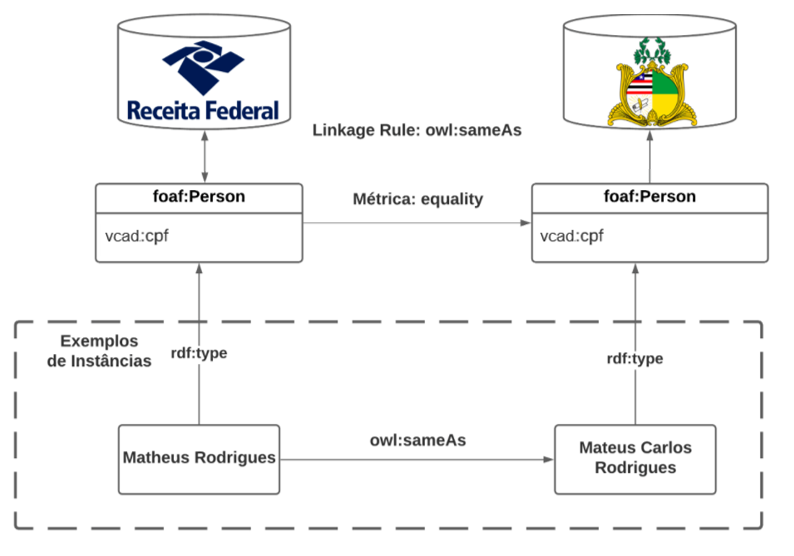 Receita Federal
Linkage Rule: owl:sameAs
foaf:Person
vcad:cpf
Métrica: equality
foaf:Person
vcad:cpf
Exemplos
de Instâncias
rdf:type
rdf:type
Matheus Rodrigues
owl:sameAs
Mateus Carlos
Rodrigues